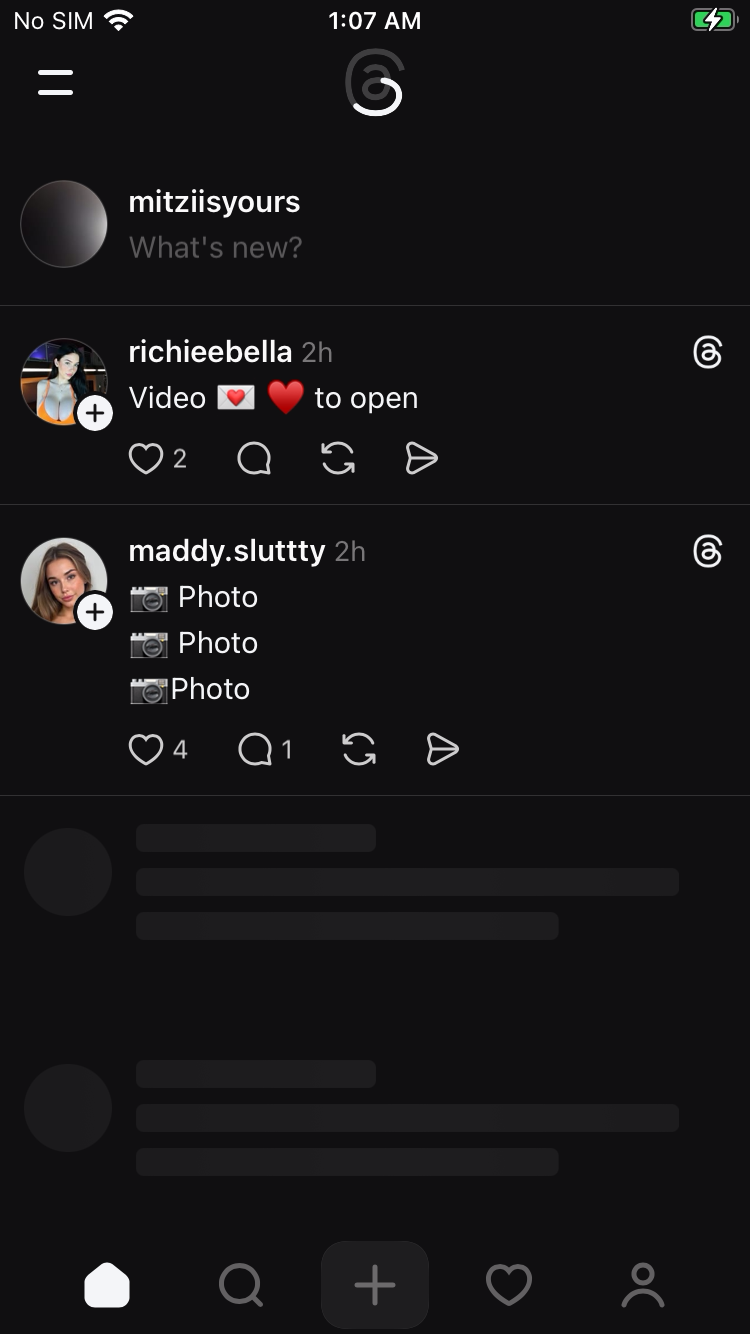 No SIM 1:07 AM
mitziisyours
What's new?
richieebella 2h
Video 💌 ♥️ to open
2
maddy.sluttty 2h
📷 Photo
📷 Photo
📷Photo
4 1